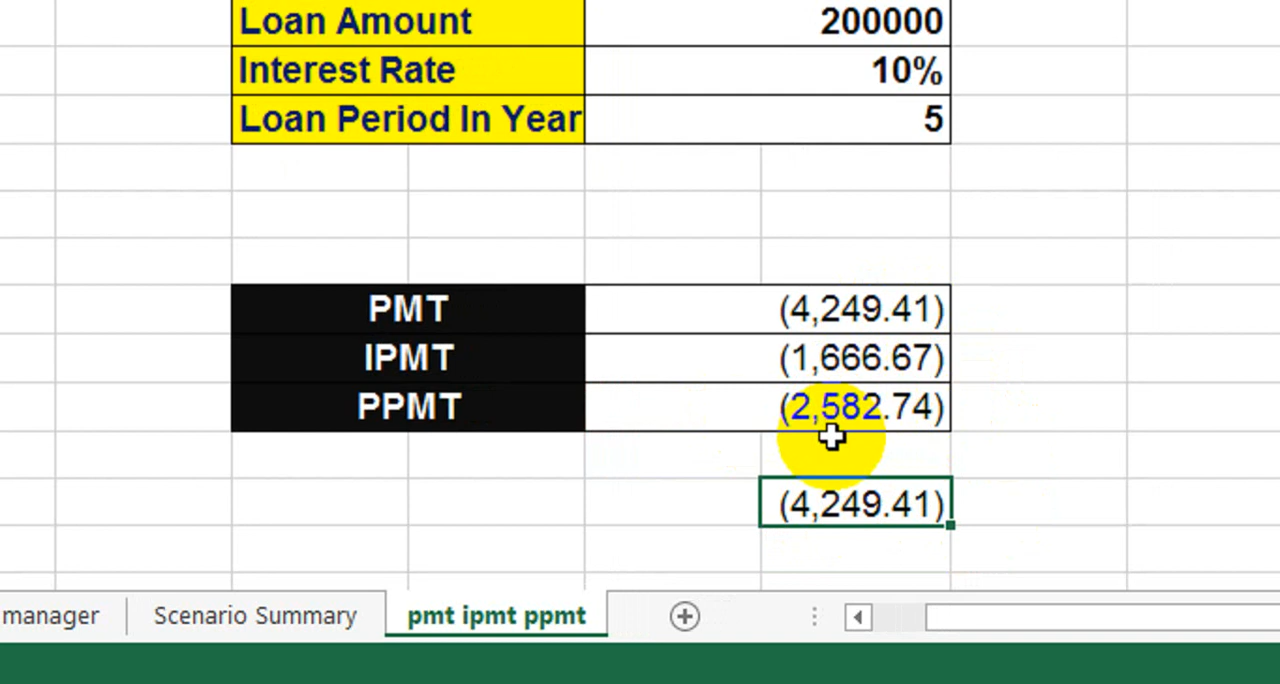 Loan Amount 200000
Interest Rate 10%
Loan Period In Year 5
PMT (4,249.41)
IPMT (1,666.67)
PPMT (2,582.74)
(4,249.41)
manager Scenario Summary pmt ipmt ppmt